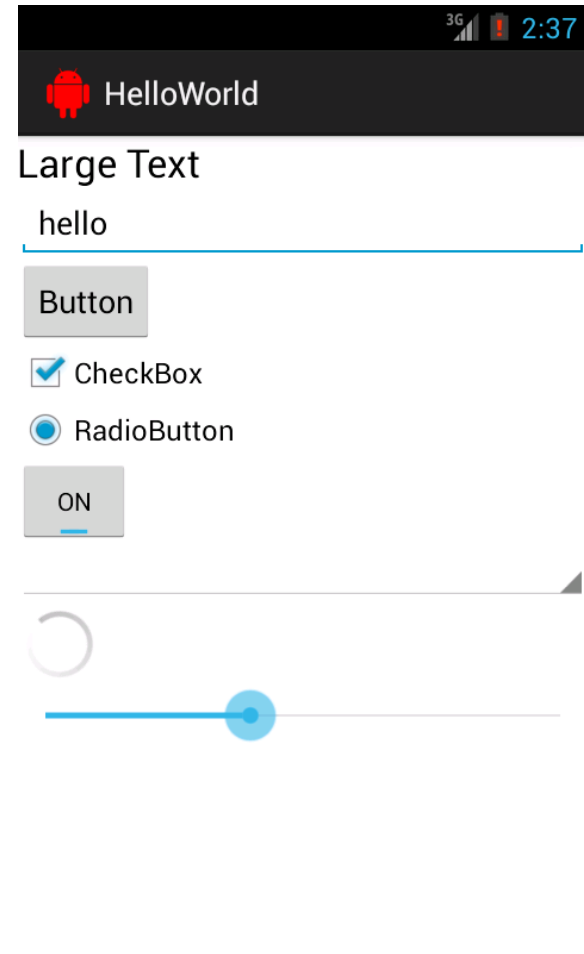 3G 2:37
HelloWorld
Large Text
hello
Button
CheckBox
RadioButton
ON